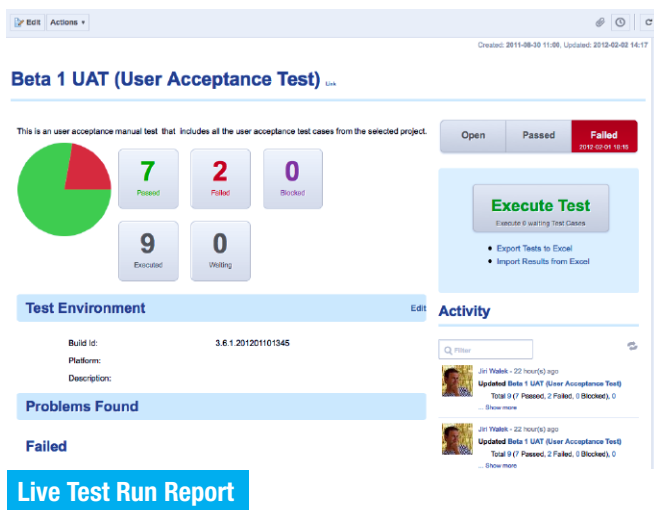 Edit Actions
Created: 2011-08-30 11:00, Updated: 2012-02-02 14:17
Beta 1 UAT (User Acceptance Test) Link
This is an user acceptance manual test that includes all the user acceptance test cases from the selected project.
7
Passed
2
Failed
0
Blocked
9
Executed
0
Waiting
Test Environment Edit
Build Id: 3.6.1.201201101345
Platform:
Description:
Problems Found
Failed
Open Passed Failed
2012-02-01 10:15
Execute Test
Execute 0 waiting Test Cases
• Export Tests to Excel
• Import Results from Excel
Activity
Filter
Jiri Walek - 22 hour(s) ago
Updated Beta 1 UAT (User Acceptance Test)
Total 9 (7 Passed, 2 Failed, 0 Blocked), 0
... Show more
Jiri Walek - 22 hour(s) ago
Updated Beta 1 UAT (User Acceptance Test)
Total 9 (7 Passed, 2 Failed, 0 Blocked), 0
... Show more
Live Test Run Report